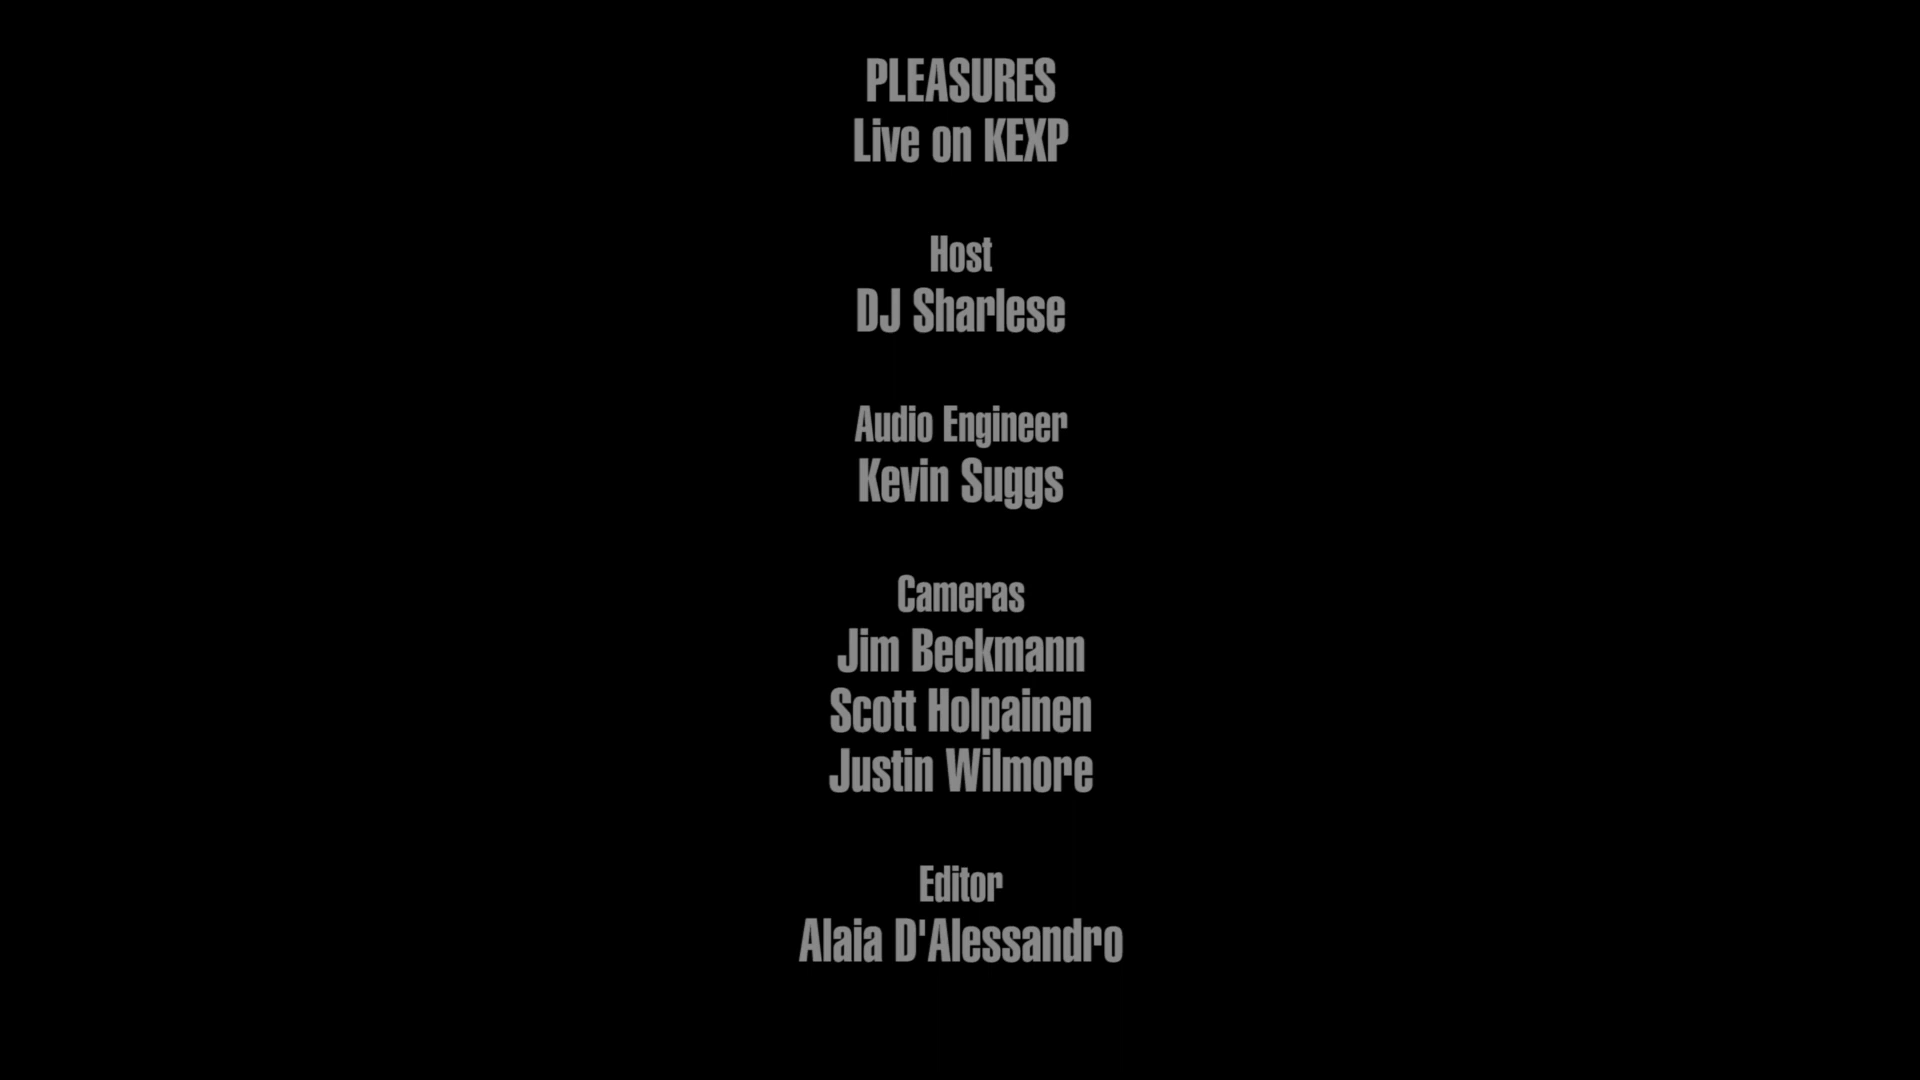 PLEASURES
Live on KEXP
Host
DJ Sharlese
Audio Engineer
Kevin Suggs
Cameras
Jim Beckmann
Scott Holpainen
Justin Wilmore
Editor
Alaia D'Alessandro